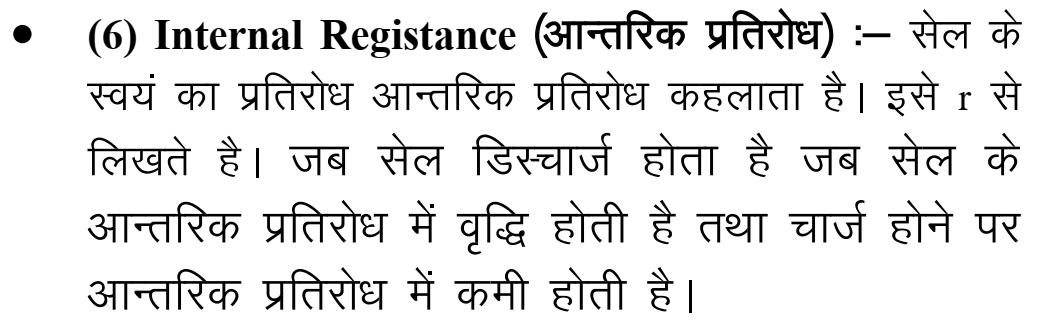 • (6) Internal Registance (आन्तरिक प्रतिरोध) :– सेल के
स्वयं का प्रतिरोध आन्तरिक प्रतिरोध कहलाता है। इसे r से
लिखते है। जब सेल डिस्चार्ज होता है जब सेल के
आन्तरिक प्रतिरोध में वृद्धि होती है तथा चार्ज होने पर
आन्तरिक प्रतिरोध में कमी होती है।